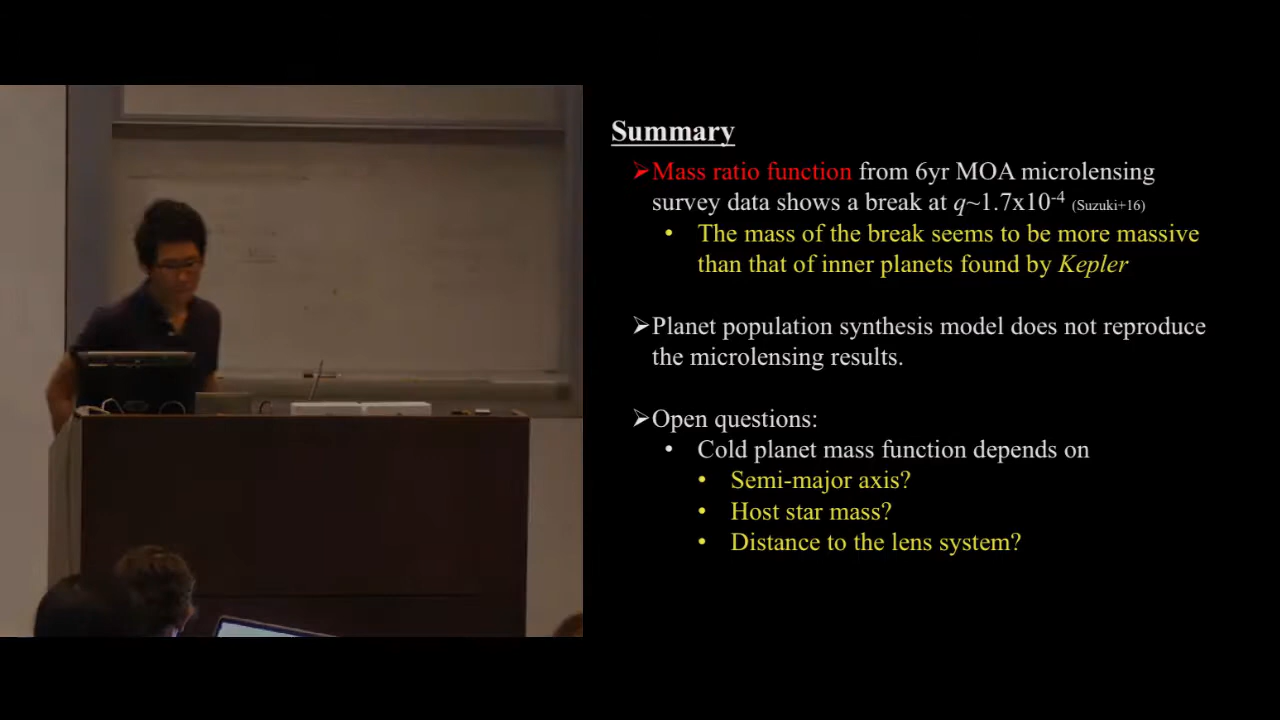 Summary
➢Mass ratio function from 6yr MOA microlensing
survey data shows a break at q~1.7x10⁻⁴ (Suzuki+16)
• The mass of the break seems to be more massive
than that of inner planets found by Kepler
➢Planet population synthesis model does not reproduce
the microlensing results.
➢Open questions:
• Cold planet mass function depends on
• Semi-major axis?
• Host star mass?
• Distance to the lens system?